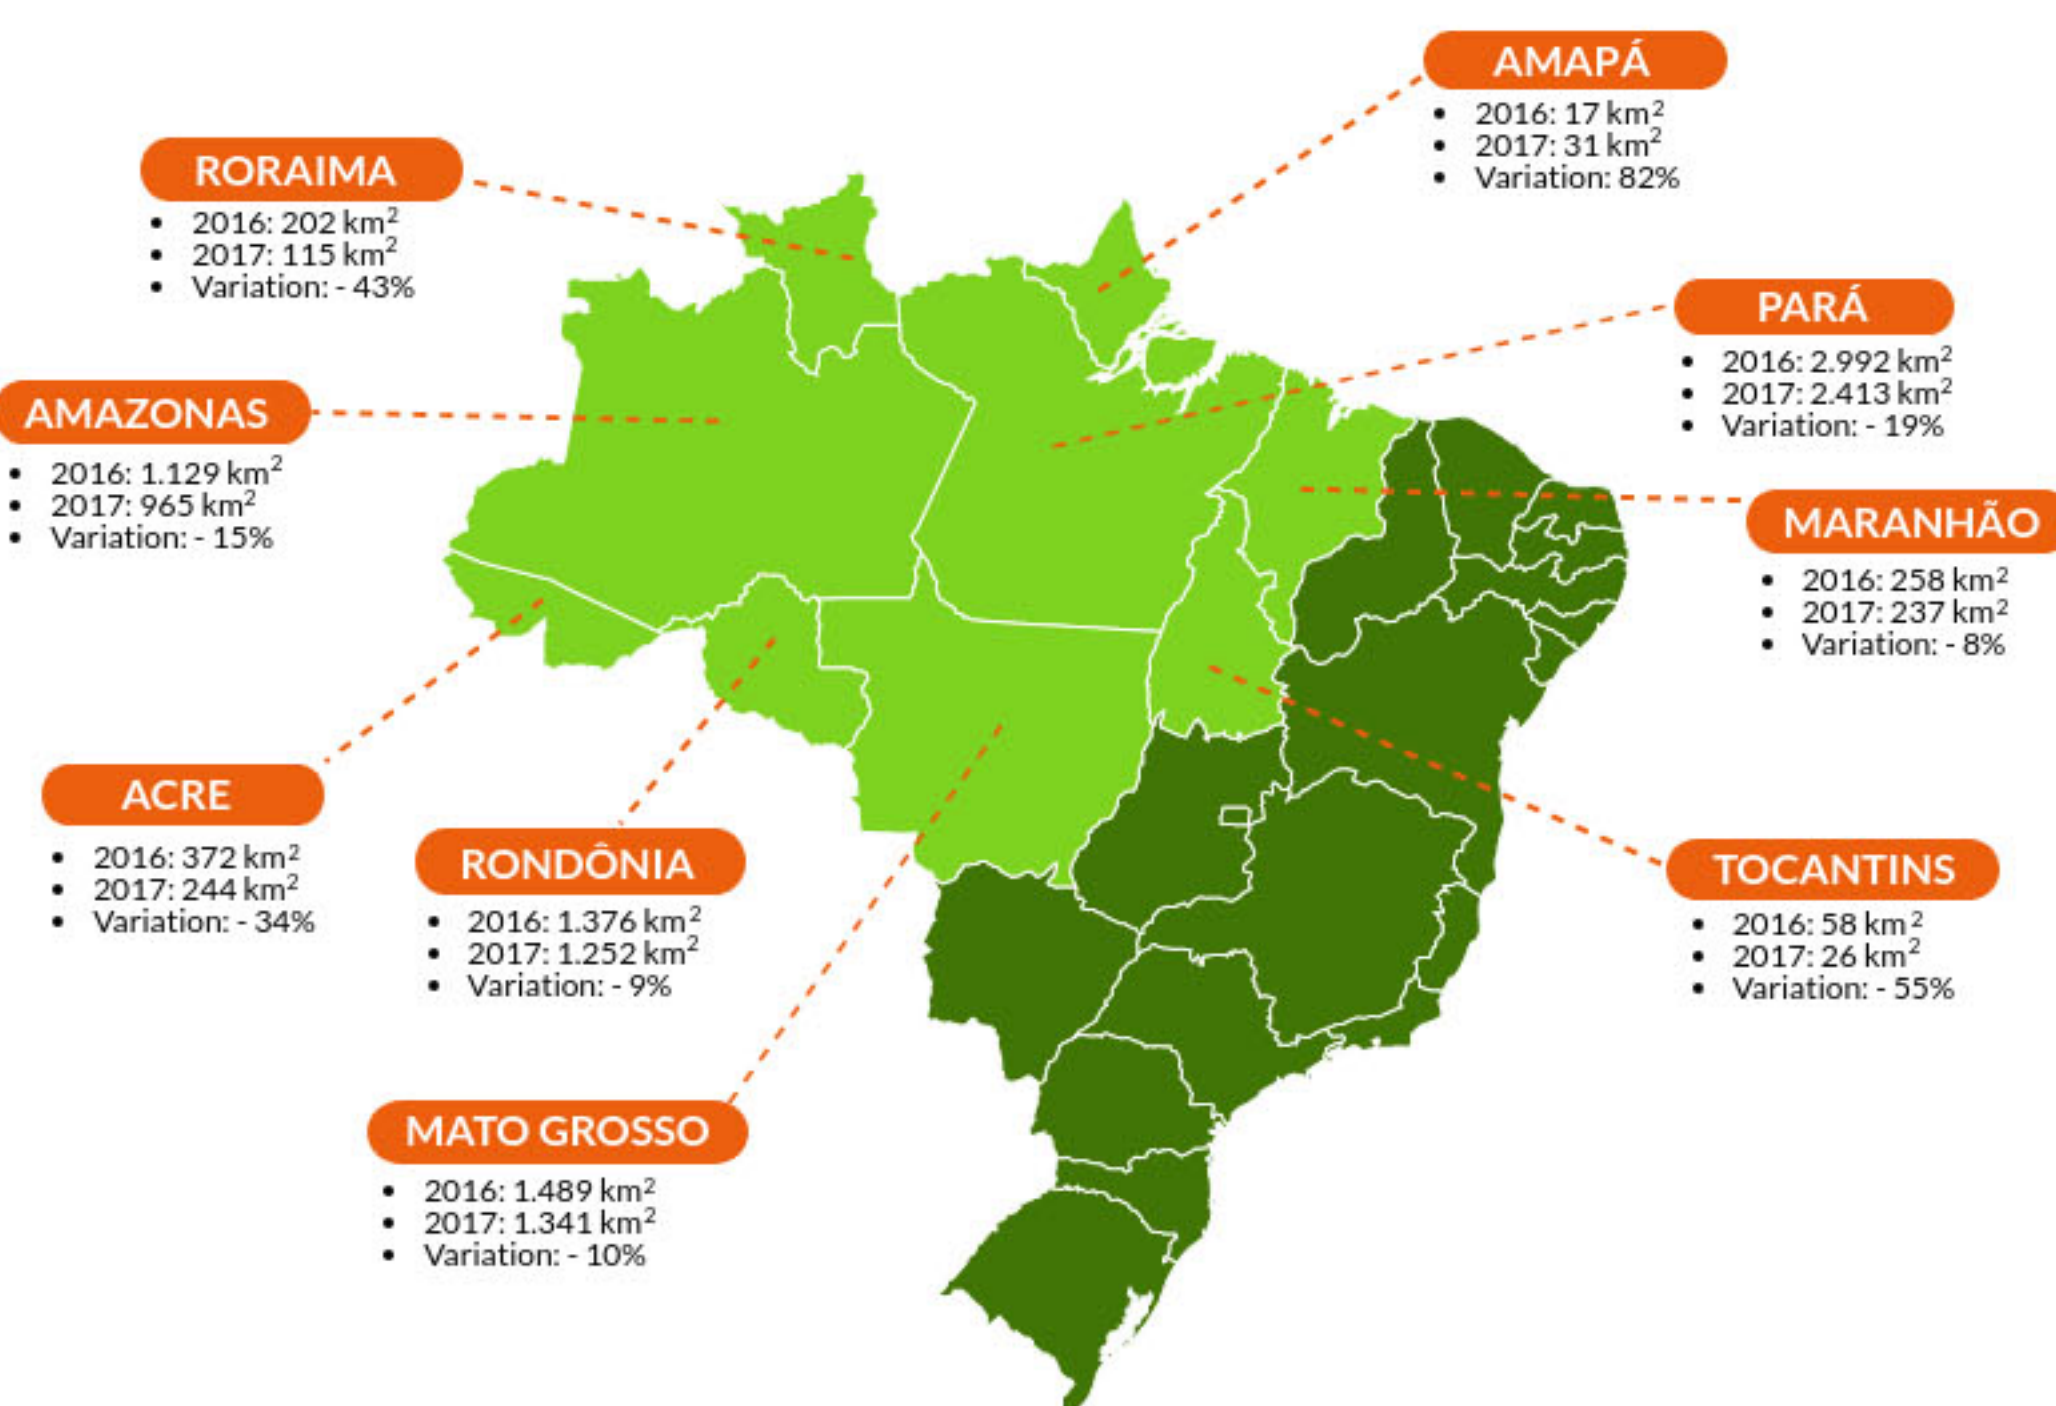 AMAPÁ
• 2016: 17 km²
• 2017: 31 km²
• Variation: 82%
RORAIMA
• 2016: 202 km²
• 2017: 115 km²
• Variation: - 43%
PARÁ
• 2016: 2.992 km²
• 2017: 2.413 km²
• Variation: - 19%
AMAZONAS
• 2016: 1.129 km²
• 2017: 965 km²
• Variation: - 15%
MARANHÃO
• 2016: 258 km²
• 2017: 237 km²
• Variation: - 8%
ACRE
• 2016: 372 km²
• 2017: 244 km²
• Variation: - 34%
RONDÔNIA
• 2016: 1.376 km²
• 2017: 1.252 km²
• Variation: - 9%
TOCANTINS
• 2016: 58 km²
• 2017: 26 km²
• Variation: - 55%
MATO GROSSO
• 2016: 1.489 km²
• 2017: 1.341 km²
• Variation: - 10%